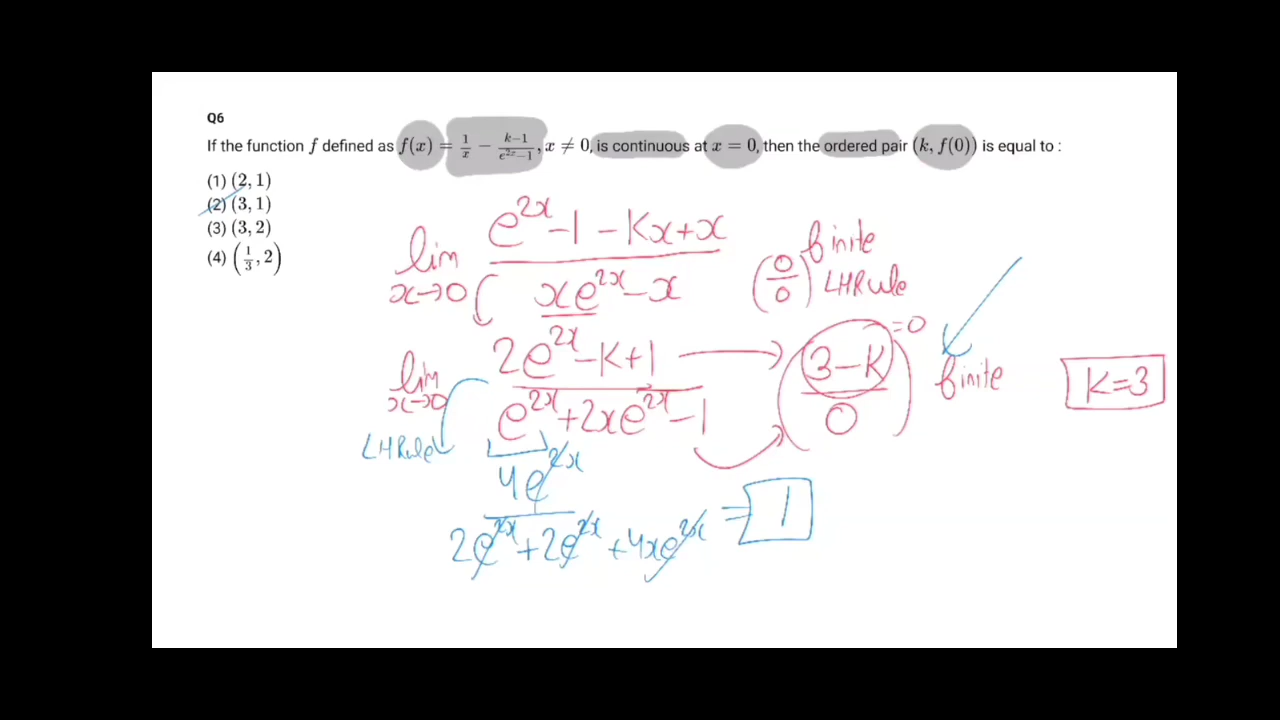 Q6
If the function f defined as f(x) = 1/x − (k−1)/(e^(2x)−1), x ≠ 0, is continuous at x = 0, then the ordered pair (k, f(0)) is equal to :
(1) (2, 1)
(2) (3, 1)
(3) (3, 2)
(4) (1/3, 2)
lim x→0 (e^(2x) −1 − Kx + x)/(xe^(2x) − x) (0/0) finite LHRule
lim x→0 (2e^(2x) − K + 1)/(e^(2x) + 2xe^(2x) − 1) → ((3−K)/0) =0 finite K=3
LHRule
4e^(2x)/(2e^(2x) + 2e^(2x) + 4xe^(2x)) = 1